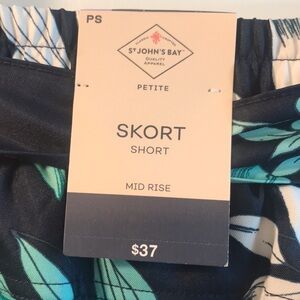 PS
ST JOHN'S BAY
QUALITY
APPAREL
PETITE
SKORT
SHORT
MID RISE
$37